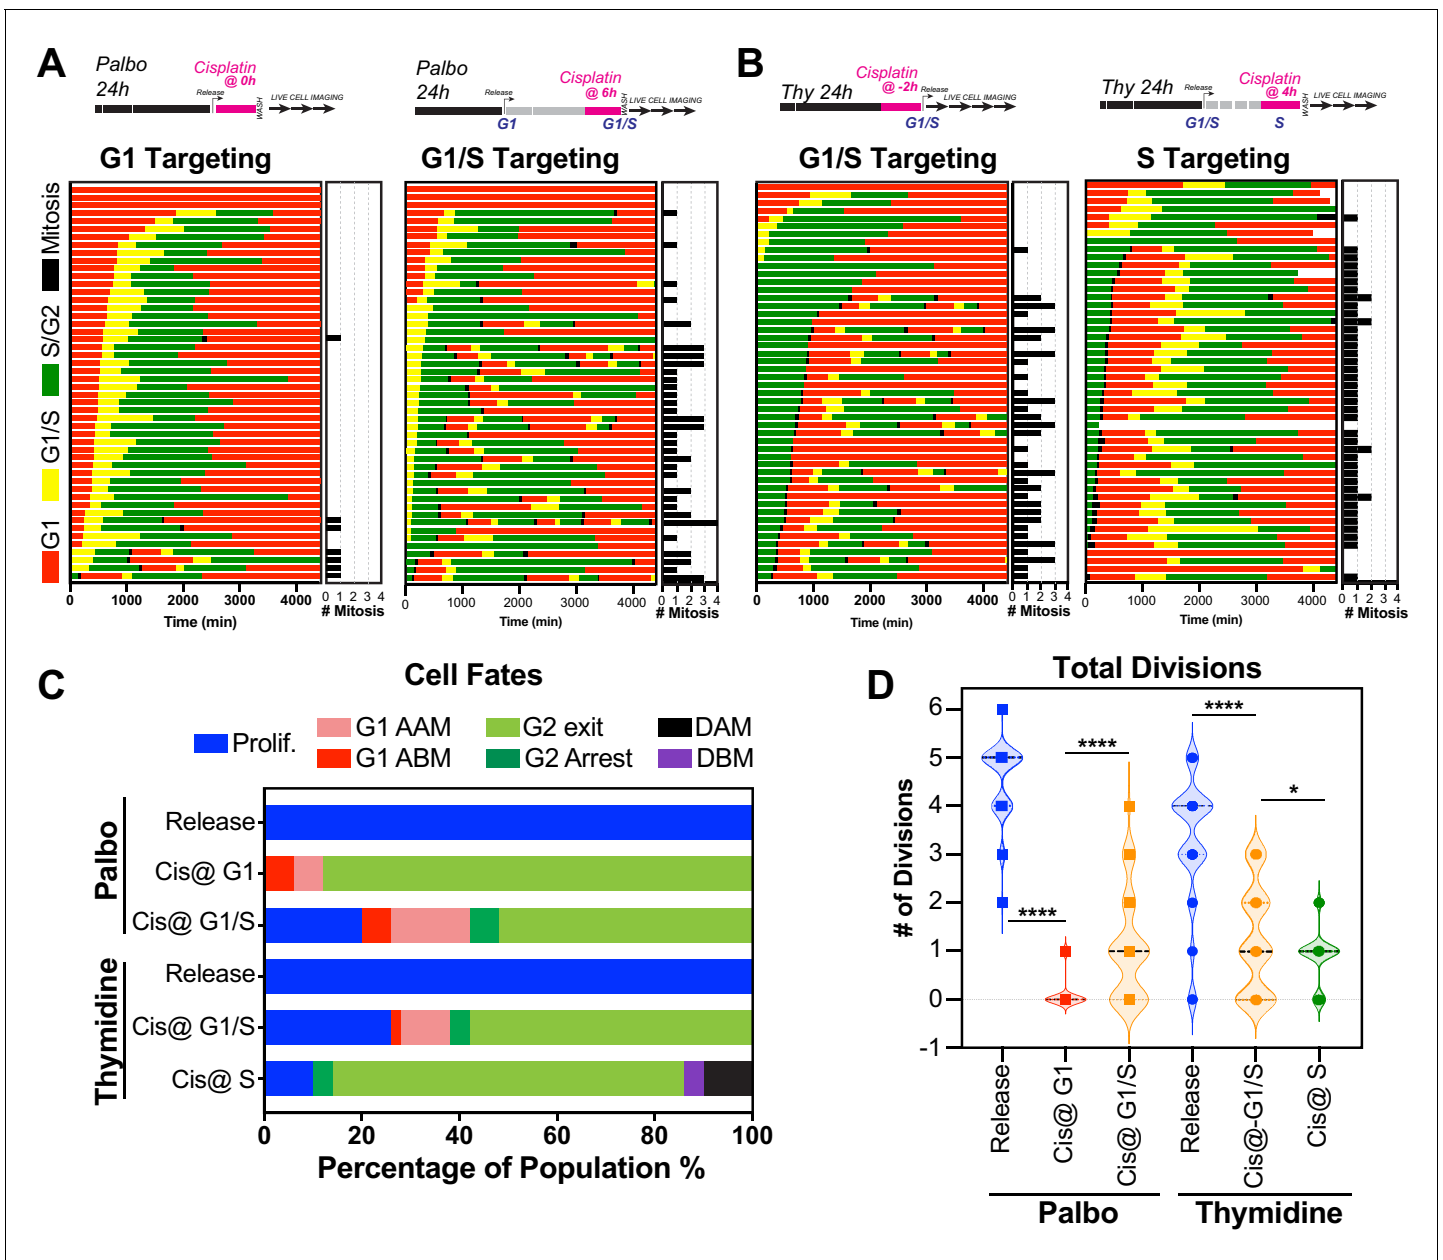 A
Palbo
24h
Release
Cisplatin
@ 0h
WASH
LIVE CELL IMAGING
Palbo
24h
Release
Cisplatin
@ 6h
WASH
LIVE CELL IMAGING
G1
G1/S
B
Thy 24h
Cisplatin
@ -2h
Release
LIVE CELL IMAGING
G1/S
Thy 24h
Release
Cisplatin
@ 4h
WASH
LIVE CELL IMAGING
G1/S
S
G1 Targeting
G1/S Targeting
G1/S Targeting
S Targeting
Mitosis
S/G2
G1/S
G1
0 1000 2000 3000 4000
Time (min)
0 1 2 3 4
# Mitosis
0 1000 2000 3000 4000
Time (min)
0 1 2 3 4
# Mitosis
0 1000 2000 3000 4000
Time (min)
0 1 2 3 4
# Mitosis
0 1000 2000 3000 4000
Time (min)
0 1 2 3 4
# Mitosis
C
Cell Fates
Prolif.
G1 AAM
G1 ABM
G2 exit
G2 Arrest
DAM
DBM
Palbo
Release
Cis@ G1
Cis@ G1/S
Thymidine
Release
Cis@ G1/S
Cis@ S
0 20 40 60 80 100
Percentage of Population %
D
Total Divisions
# of Divisions
6
5
4
3
2
1
0
-1
****
****
****
*
Release
Cis@ G1
Cis@ G1/S
Release
Cis@-G1/S
Cis@ S
Palbo
Thymidine